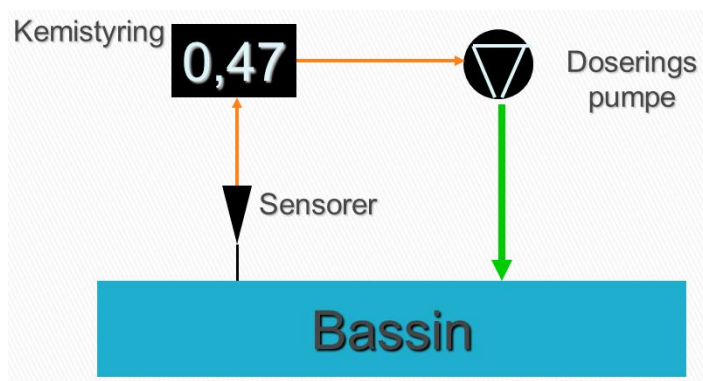 Kemistyring
0,47
Doserings
pumpe
Sensorer
Bassin